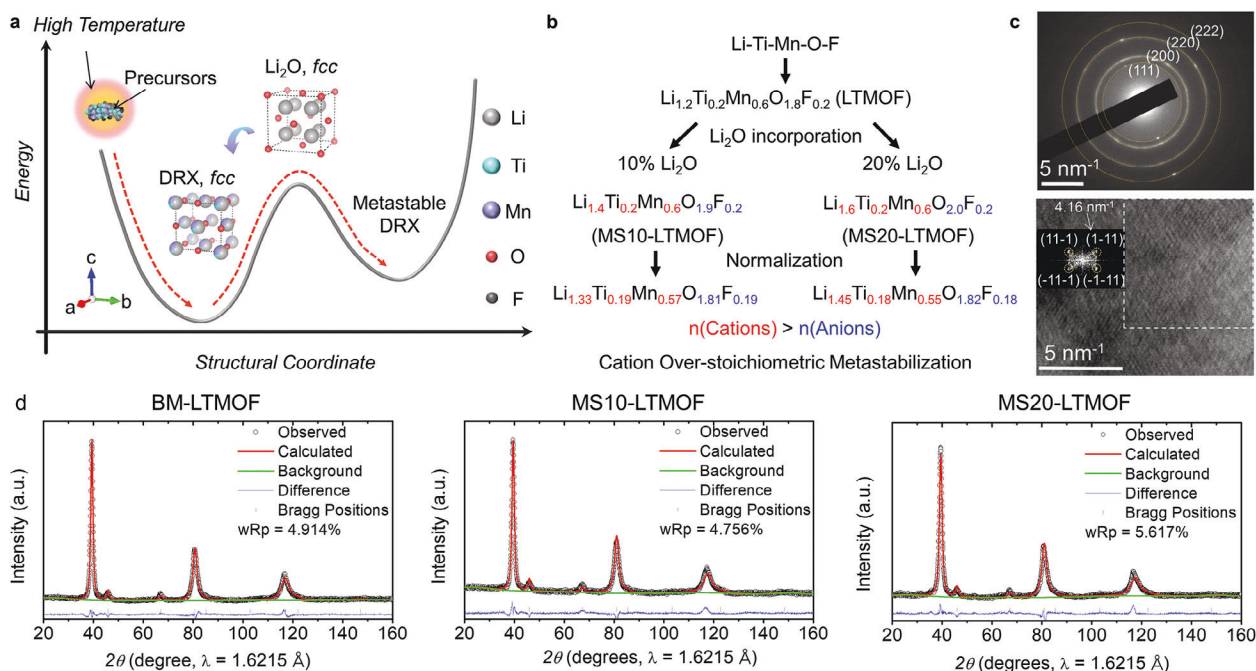 a
High Temperature
Precursors
Li₂O, fcc
DRX, fcc
Metastable
DRX
Energy
Structural Coordinate
c
b
a
Li
Ti
Mn
O
F
b
Li-Ti-Mn-O-F
Li₁.₂Ti₀.₂Mn₀.₆O₁.₈F₀.₂ (LTMOF)
Li₂O incorporation
10% Li₂O
20% Li₂O
Li₁.₄Ti₀.₂Mn₀.₆O₁.₉F₀.₂
(MS10-LTMOF)
Li₁.₆Ti₀.₂Mn₀.₆O₂.₀F₀.₂
(MS20-LTMOF)
Normalization
Li₁.₃₃Ti₀.₁₉Mn₀.₅₇O₁.₈₁F₀.₁₉
Li₁.₄₅Ti₀.₁₈Mn₀.₅₅O₁.₈₂F₀.₁₈
n(Cations) > n(Anions)
Cation Over-stoichiometric Metastabilization
c
(222)
(220)
(200)
(111)
5 nm⁻¹
4.16 nm⁻¹
(11-1) (1-11)
(-11-1) (-1-11)
5 nm⁻¹
d
BM-LTMOF
Observed
Calculated
Background
Difference
Bragg Positions
wRp = 4.914%
Intensity (a.u.)
20 40 60 80 100 120 140 160
2θ (degrees, λ = 1.6215 Å)
MS10-LTMOF
Observed
Calculated
Background
Difference
Bragg Positions
wRp = 4.756%
Intensity (a.u.)
20 40 60 80 100 120 140 160
2θ (degrees, λ = 1.6215 Å)
MS20-LTMOF
Observed
Calculated
Background
Difference
Bragg Positions
wRp = 5.617%
Intensity (a.u.)
20 40 60 80 100 120 140 160
2θ (degrees, λ = 1.6215 Å)